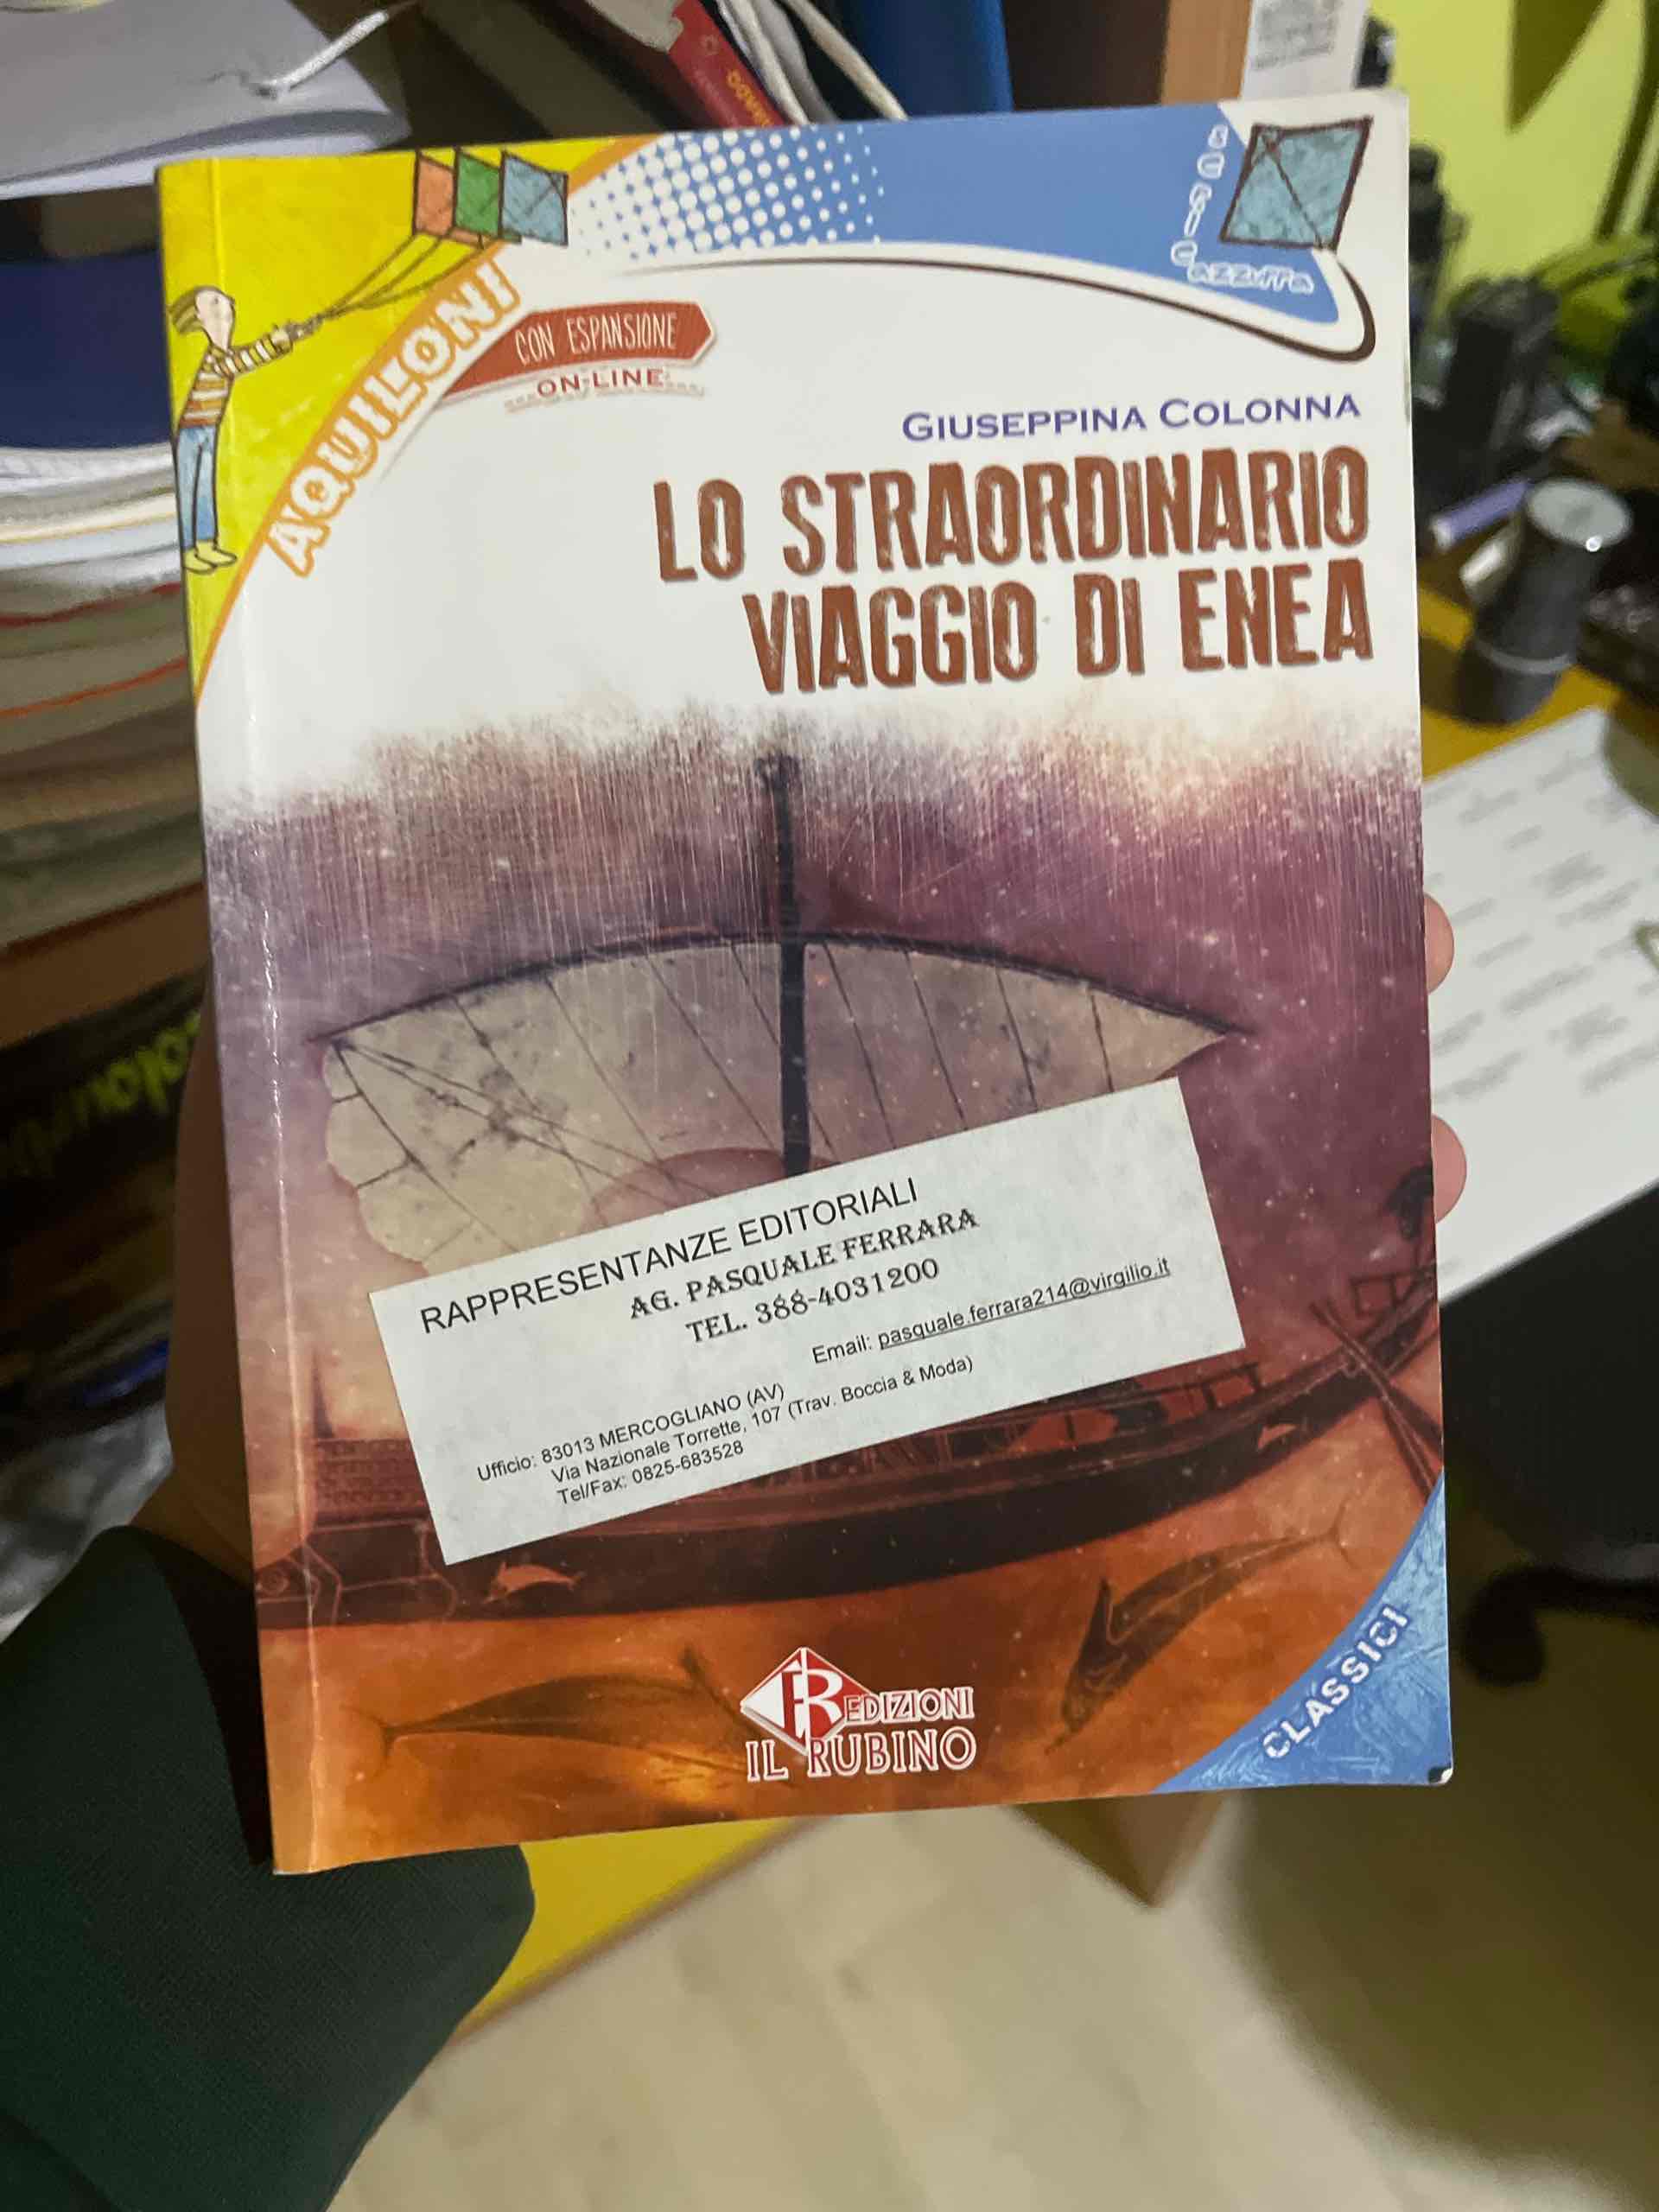 AQUILONI
CON ESPANSIONE
ON-LINE
serie azzurra
GIUSEPPINA COLONNA
LO STRAORDINARIO
VIAGGIO DI ENEA
RAPPRESENTANZE EDITORIALI
AG. PASQUALE FERRARA
TEL. 388-4031200
Email: pasquale.ferrara214@virgilio.it
Ufficio: 83013 MERCOGLIANO (AV)
Via Nazionale Torrette, 107 (Trav. Boccia & Moda)
Tel/Fax: 0825-683528
EDIZIONI
IL RUBINO
CLASSICI